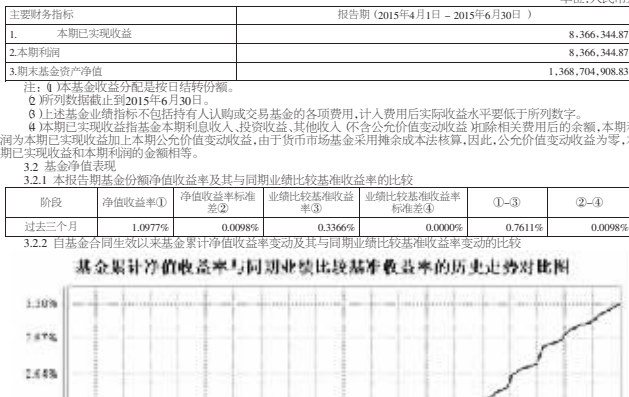 主要财务指标 报告期（2015年4月1日－2015年6月30日）
1. 本期已实现收益 8,366,344.87
2.本期利润 8,366,344.87
3.期末基金资产净值 1,368,704,908.83
注：(1)本基金收益分配是按日结转份额。
(2)所列数据截止到2015年6月30日。
(3)上述基金业绩指标不包括持有人认购或交易基金的各项费用，计入费用后实际收益水平要低于所列数字。
(4)本期已实现收益指基金本期利息收入、投资收益、其他收入（不含公允价值变动收益）扣除相关费用后的余额，本期利
润为本期已实现收益加上本期公允价值变动收益，由于货币市场基金采用摊余成本法核算，因此，公允价值变动收益为零，本
期已实现收益和本期利润的金额相等。
3.2 基金净值表现
3.2.1 本报告期基金份额净值收益率及其与同期业绩比较基准收益率的比较
阶段 净值收益率① 净值收益率标准差② 业绩比较基准收益率③ 业绩比较基准收益率标准差④ ①-③ ②-④
过去三个月 1.0977% 0.0098% 0.3366% 0.0000% 0.7611% 0.0098%
3.2.2 自基金合同生效以来基金累计净值收益率变动及其与同期业绩比较基准收益率变动的比较
基金累计净值收益率与同期业绩比较基准收益率的历史走势对比图